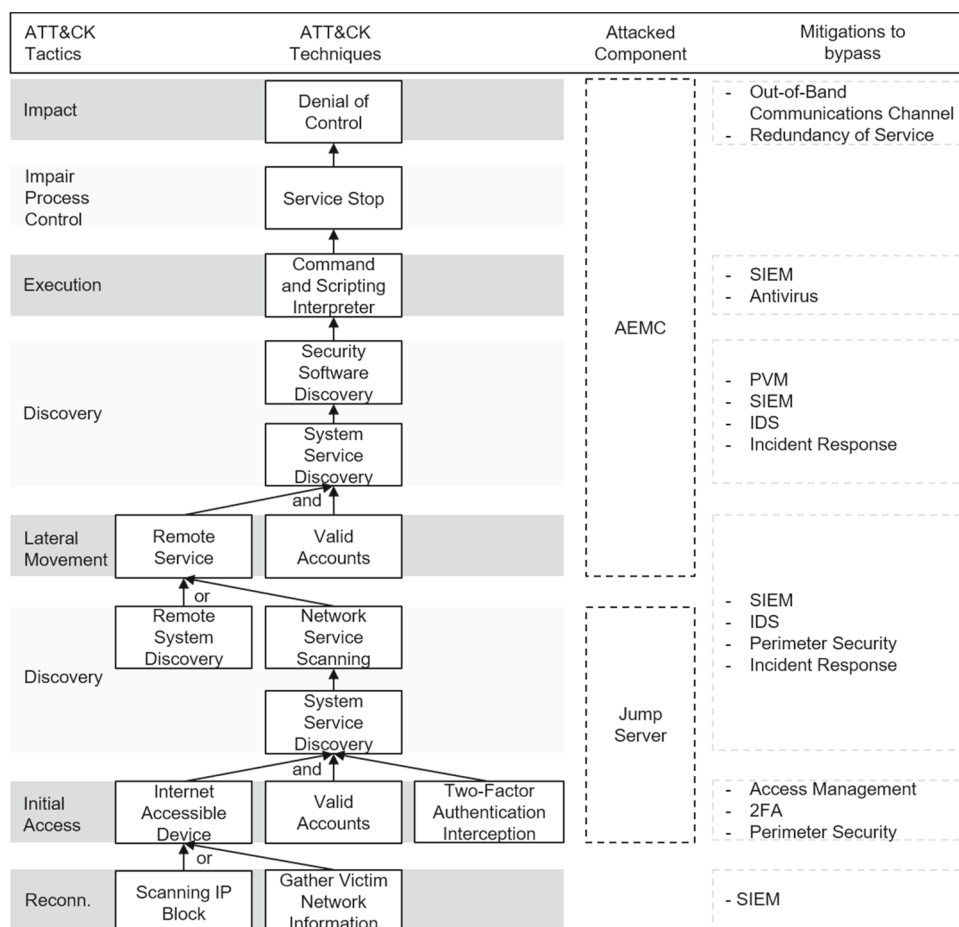 ATT&CK
Tactics
ATT&CK
Techniques
Attacked
Component
Mitigations to
bypass
Impact
Denial of
Control
- Out-of-Band
Communications Channel
- Redundancy of Service
Impair
Process
Control
Service Stop
Execution
Command
and Scripting
Interpreter
- SIEM
- Antivirus
AEMC
Discovery
Security
Software
Discovery
System
Service
Discovery
- PVM
- SIEM
- IDS
- Incident Response
and
Lateral
Movement
Remote
Service
Valid
Accounts
or
Discovery
Remote
System
Discovery
Network
Service
Scanning
System
Service
Discovery
Jump
Server
- SIEM
- IDS
- Perimeter Security
- Incident Response
and
Initial
Access
Internet
Accessible
Device
Valid
Accounts
Two-Factor
Authentication
Interception
- Access Management
- 2FA
- Perimeter Security
or
Reconn.
Scanning IP
Block
Gather Victim
Network
Information
- SIEM